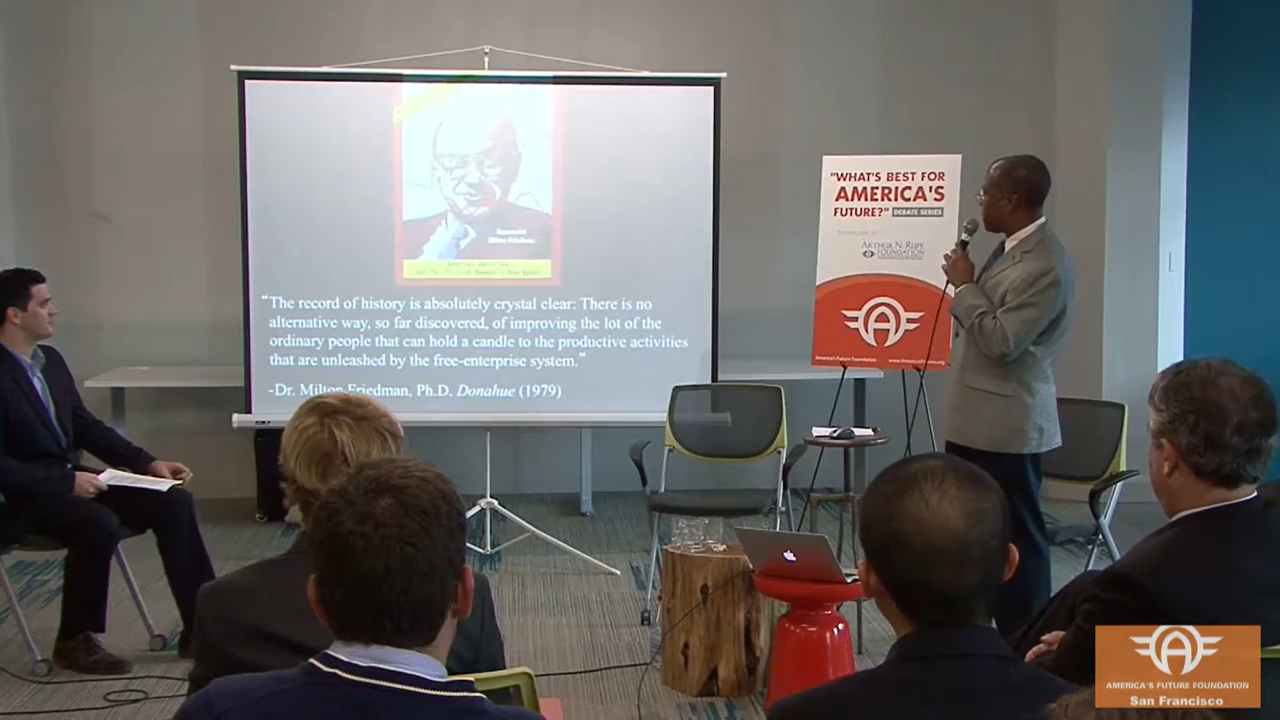 “The record of history is absolutely crystal clear: There is no
alternative way, so far discovered, of improving the lot of the
ordinary people that can hold a candle to the productive activities
that are unleashed by the free-enterprise system.”
-Dr. Milton Friedman, Ph.D. Donahue (1979)
"WHAT'S BEST FOR
AMERICA'S
FUTURE?" DEBATE SERIES
ARTHUR N. RUPE
FOUNDATION
A
America's Future Foundation
A
AMERICA'S FUTURE FOUNDATION
San Francisco